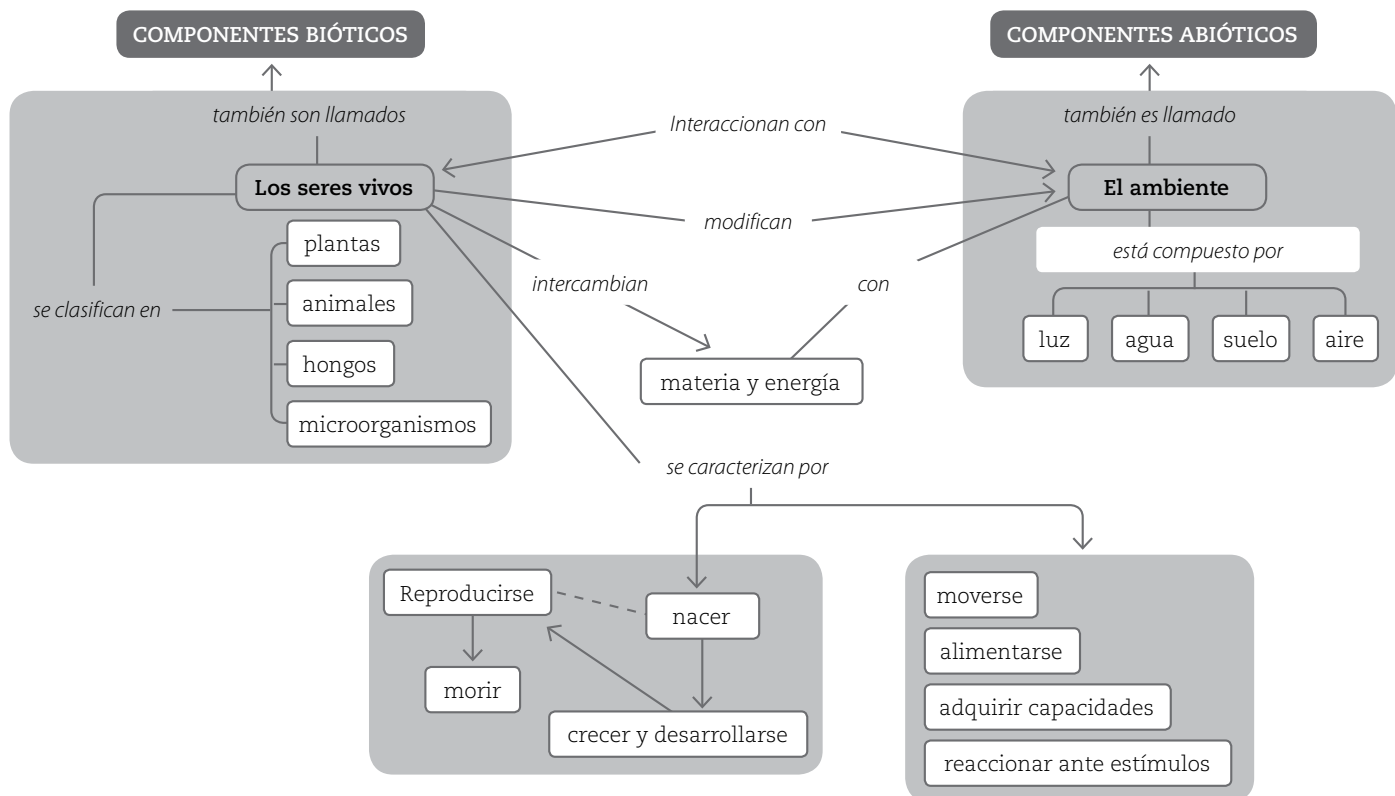 COMPONENTES BIÓTICOS
COMPONENTES ABIÓTICOS
también son llamados
Interaccionan con
también es llamado
Los seres vivos
El ambiente
modifican
plantas
está compuesto por
intercambian
con
animales
se clasifican en
luz
agua
suelo
aire
hongos
materia y energía
microorganismos
se caracterizan por
Reproducirse
nacer
morir
crecer y desarrollarse
moverse
alimentarse
adquirir capacidades
reaccionar ante estímulos